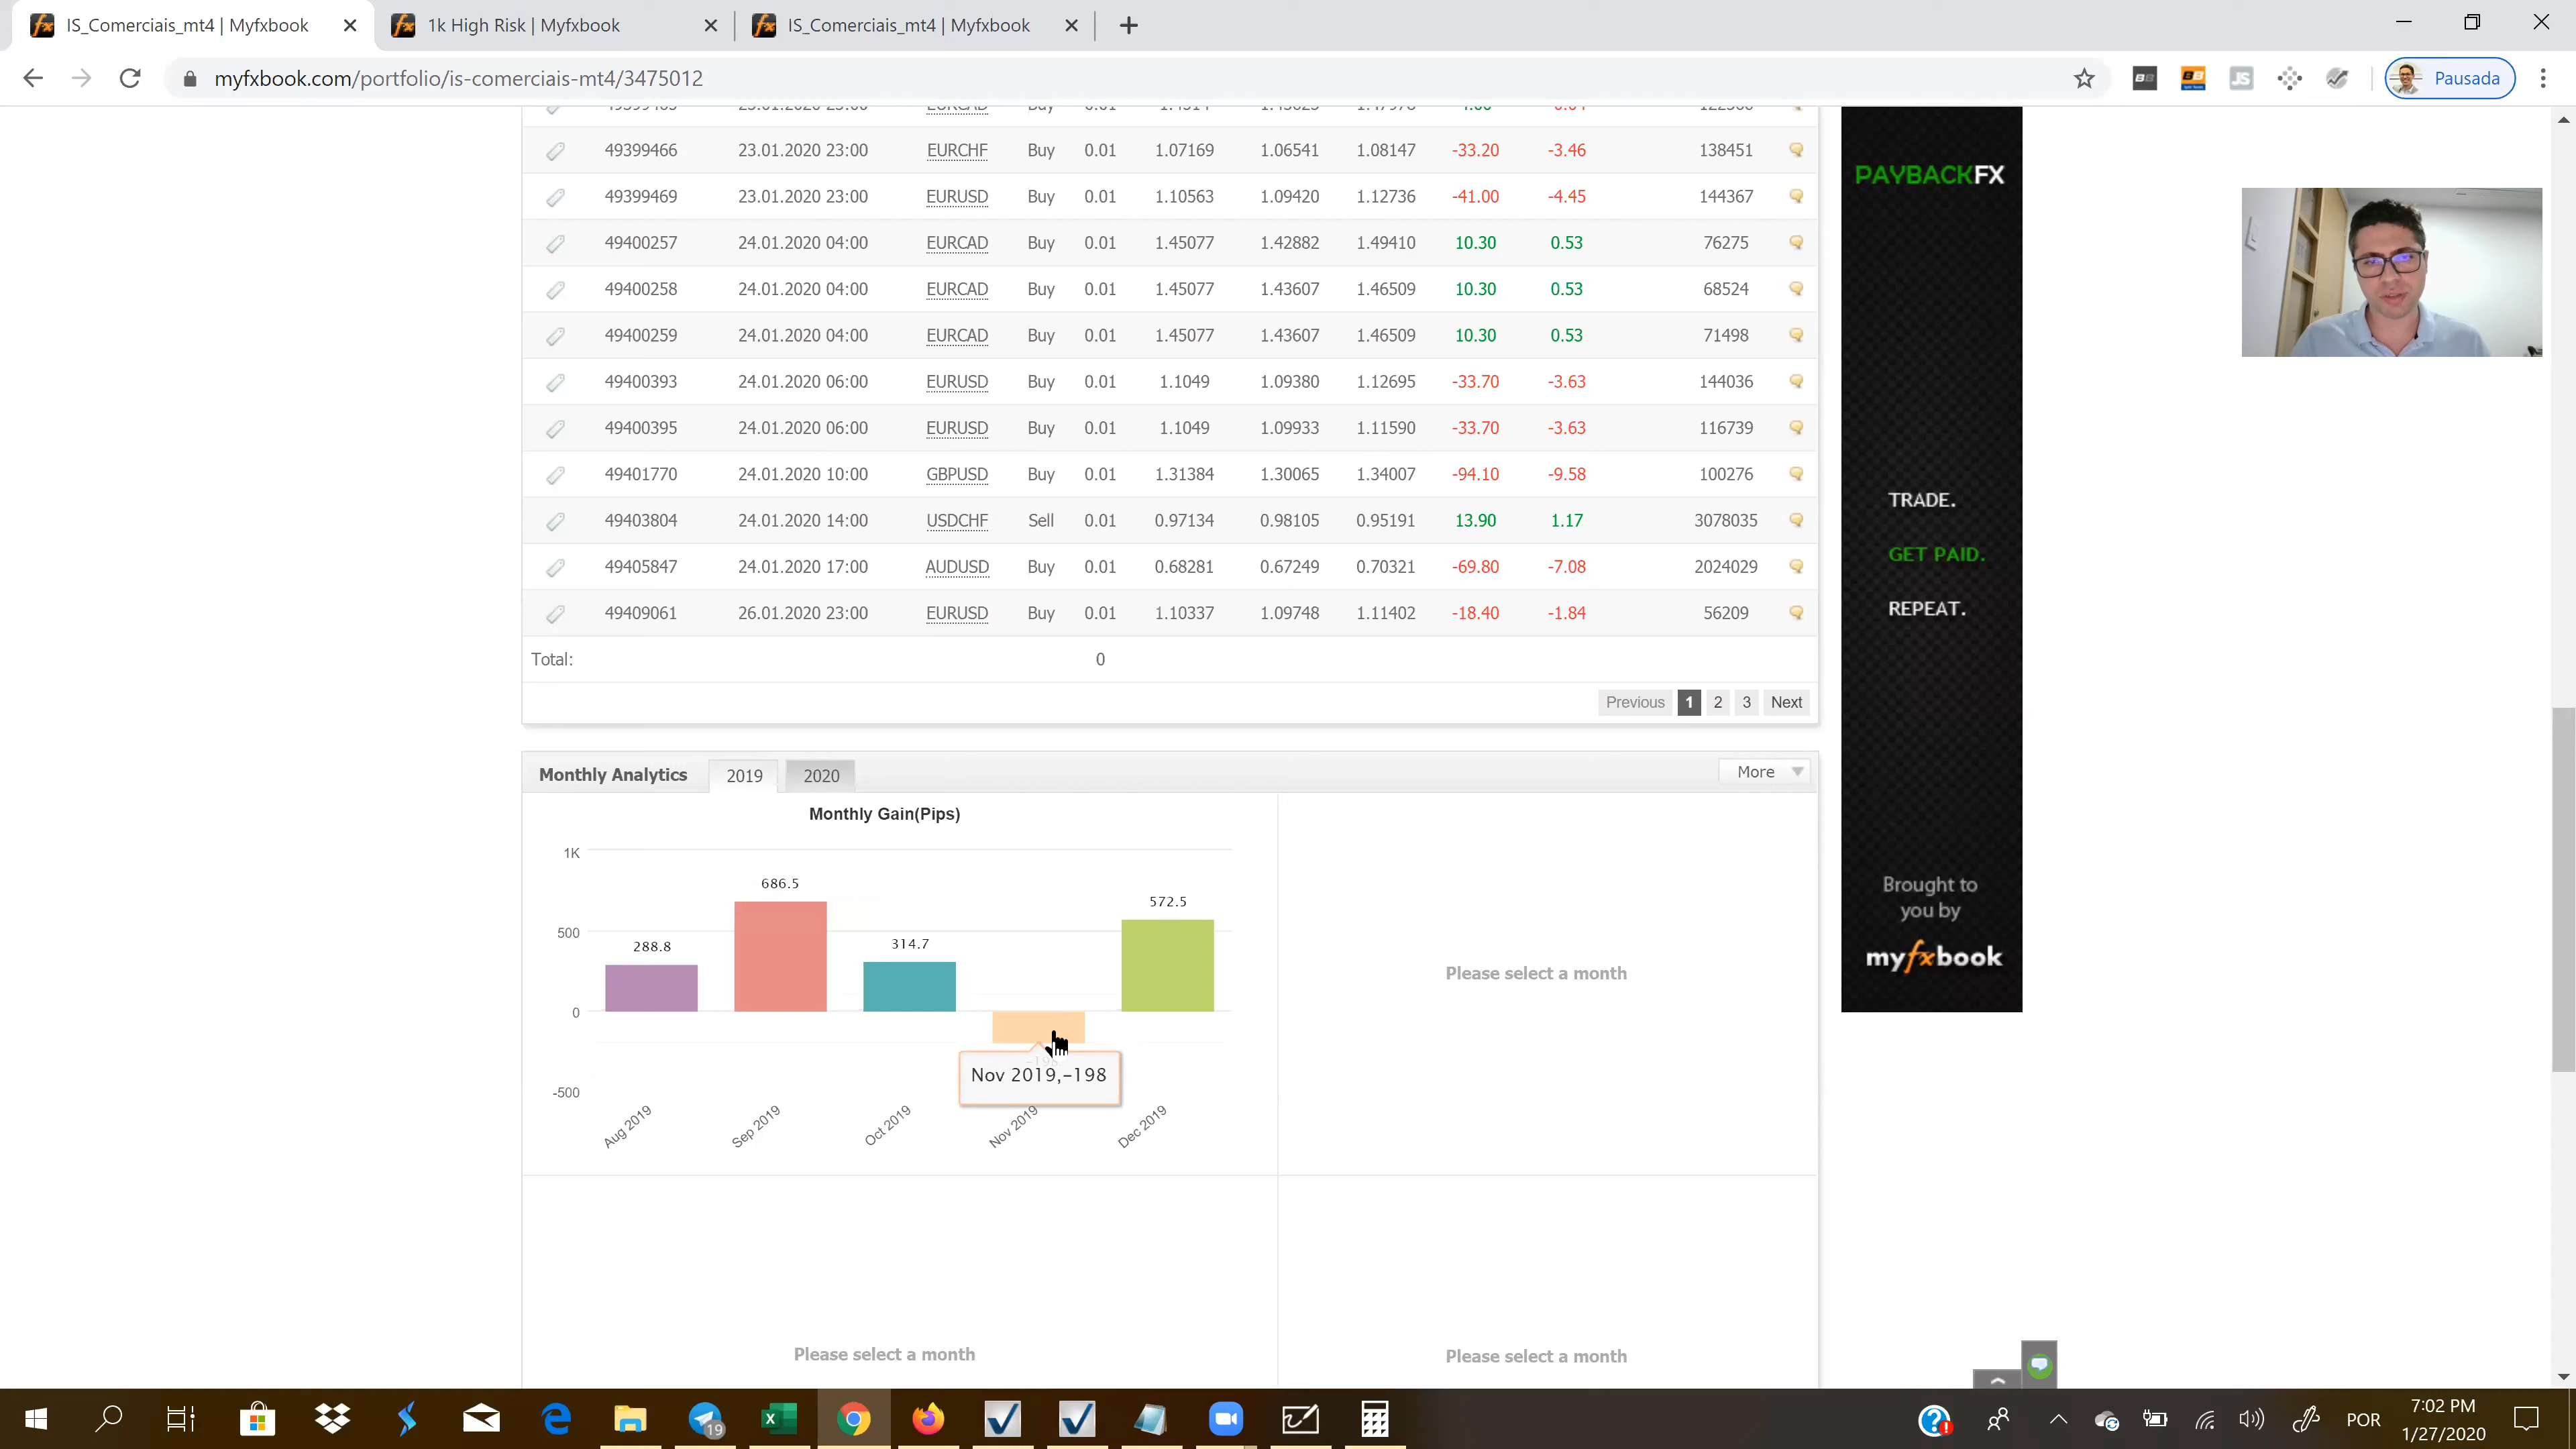 IS_Comerciais_mt4 | Myfxbook
1k High Risk | Myfxbook
IS_Comerciais_mt4 | Myfxbook
myfxbook.com/portfolio/is-comerciais-mt4/3475012
Pausada
49399466 23.01.2020 23:00 EURCHF Buy 0.01 1.07169 1.06541 1.08147 -33.20 -3.46 138451
49399469 23.01.2020 23:00 EURUSD Buy 0.01 1.10563 1.09420 1.12736 -41.00 -4.45 144367
49400257 24.01.2020 04:00 EURCAD Buy 0.01 1.45077 1.42882 1.49410 10.30 0.53 76275
49400258 24.01.2020 04:00 EURCAD Buy 0.01 1.45077 1.43607 1.46509 10.30 0.53 68524
49400259 24.01.2020 04:00 EURCAD Buy 0.01 1.45077 1.43607 1.46509 10.30 0.53 71498
49400393 24.01.2020 06:00 EURUSD Buy 0.01 1.1049 1.09380 1.12695 -33.70 -3.63 144036
49400395 24.01.2020 06:00 EURUSD Buy 0.01 1.1049 1.09933 1.11590 -33.70 -3.63 116739
49401770 24.01.2020 10:00 GBPUSD Buy 0.01 1.31384 1.30065 1.34007 -94.10 -9.58 100276
49403804 24.01.2020 14:00 USDCHF Sell 0.01 0.97134 0.98105 0.95191 13.90 1.17 3078035
49405847 24.01.2020 17:00 AUDUSD Buy 0.01 0.68281 0.67249 0.70321 -69.80 -7.08 2024029
49409061 26.01.2020 23:00 EURUSD Buy 0.01 1.10337 1.09748 1.11402 -18.40 -1.84 56209
Total: 0
Previous 1 2 3 Next
Monthly Analytics 2019 2020 More
Monthly Gain(Pips)
1K
500
0
-500
288.8
686.5
314.7
572.5
Nov 2019,-198
Aug 2019
Sep 2019
Oct 2019
Nov 2019
Dec 2019
Please select a month
Please select a month
Please select a month
PAYBACKFX
TRADE.
GET PAID.
REPEAT.
Brought to
you by
myfxbook
19
POR
7:02 PM
1/27/2020